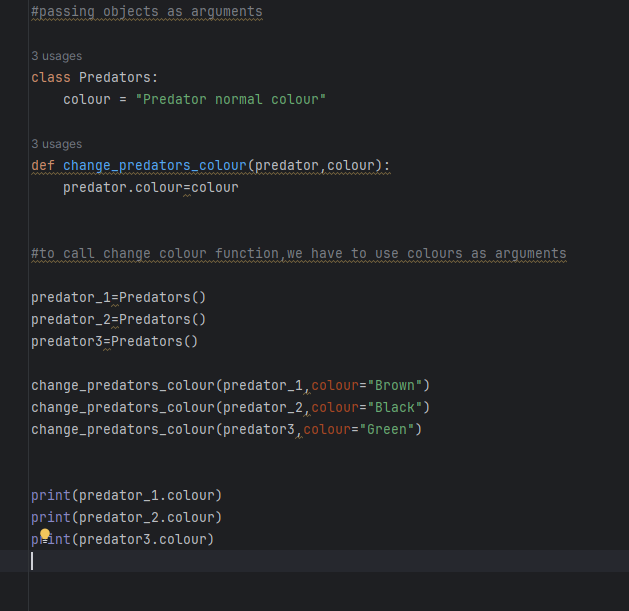 #passing objects as arguments
3 usages
class Predators:
    colour = "Predator normal colour"
3 usages
def change_predators_colour(predator,colour):
    predator.colour=colour
#to call change colour function,we have to use colours as arguments
predator_1=Predators()
predator_2=Predators()
predator3=Predators()
change_predators_colour(predator_1,colour="Brown")
change_predators_colour(predator_2,colour="Black")
change_predators_colour(predator3,colour="Green")
print(predator_1.colour)
print(predator_2.colour)
print(predator3.colour)